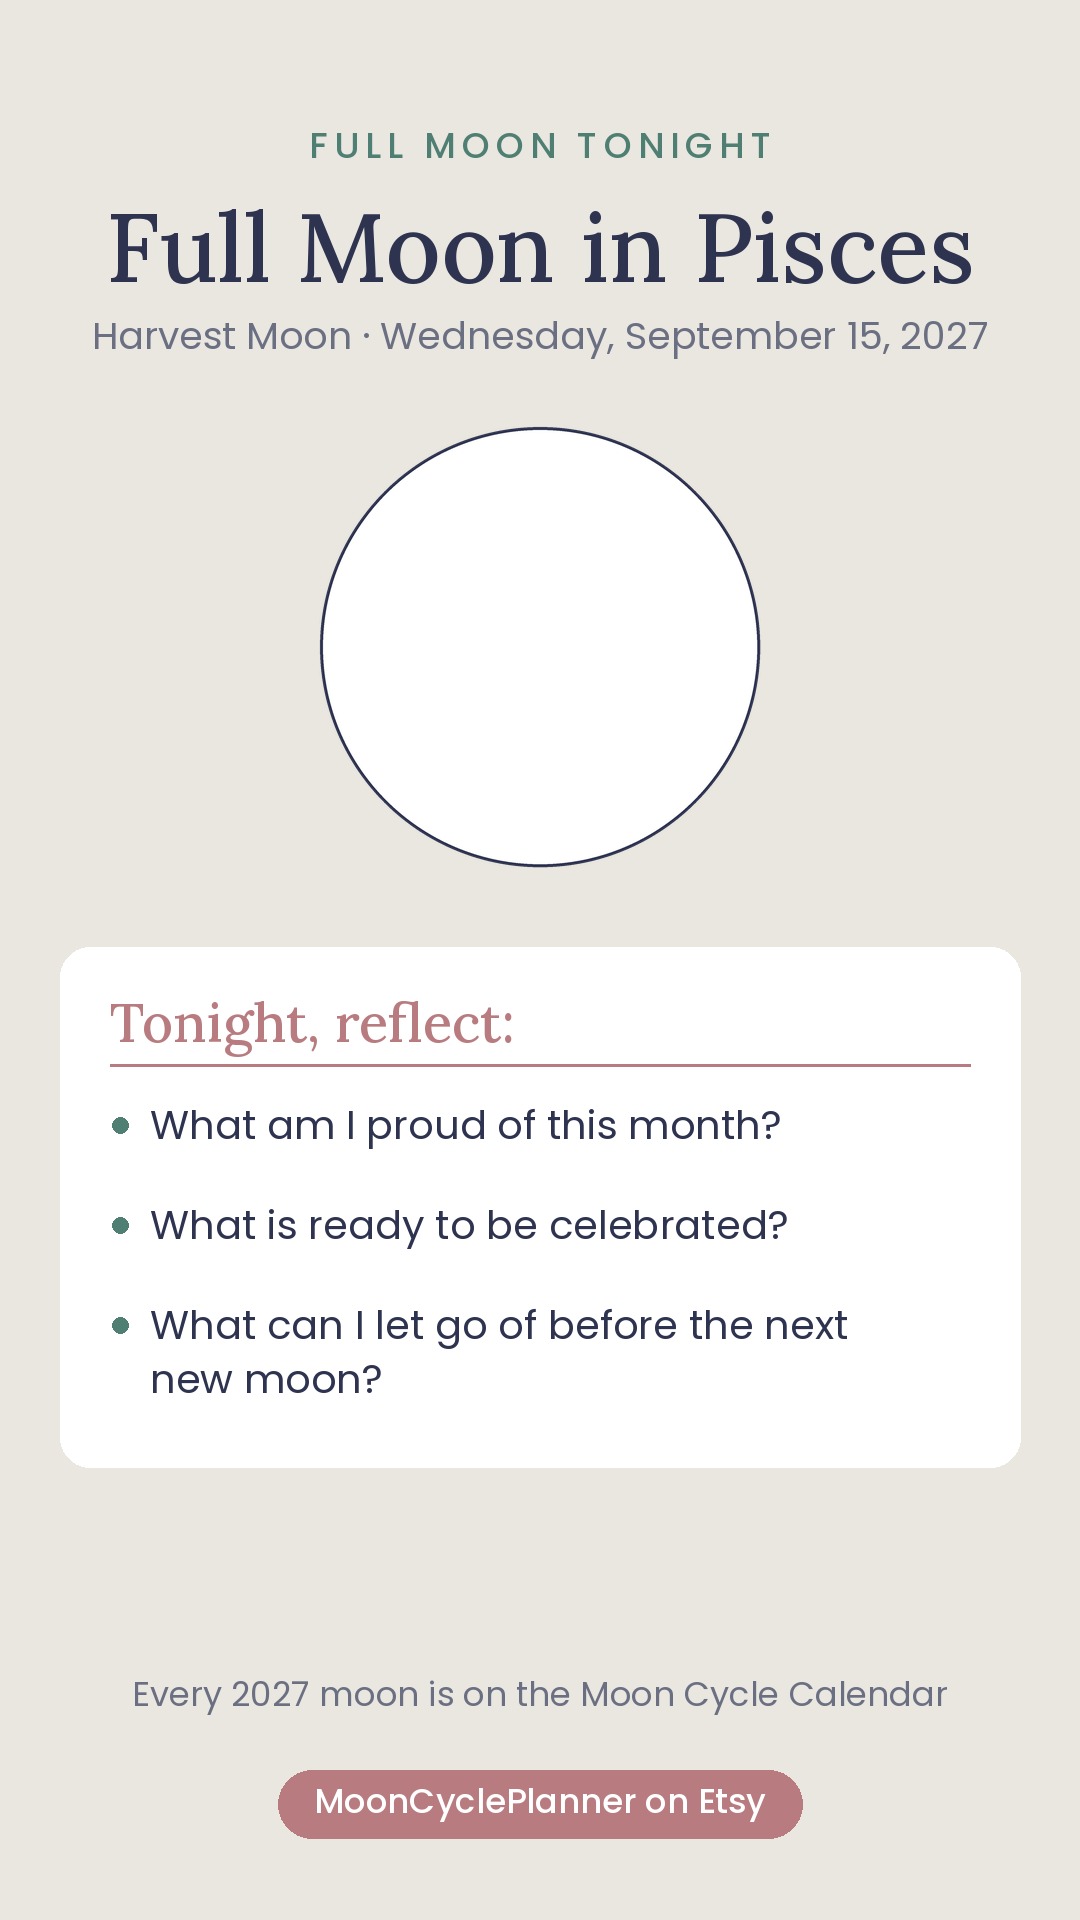 FULL MOON TONIGHT
Full Moon in Pisces
Harvest Moon · Wednesday, September 15, 2027
Tonight, reflect:
What am I proud of this month?
What is ready to be celebrated?
What can I let go of before the next
new moon?
Every 2027 moon is on the Moon Cycle Calendar
MoonCyclePlanner on Etsy